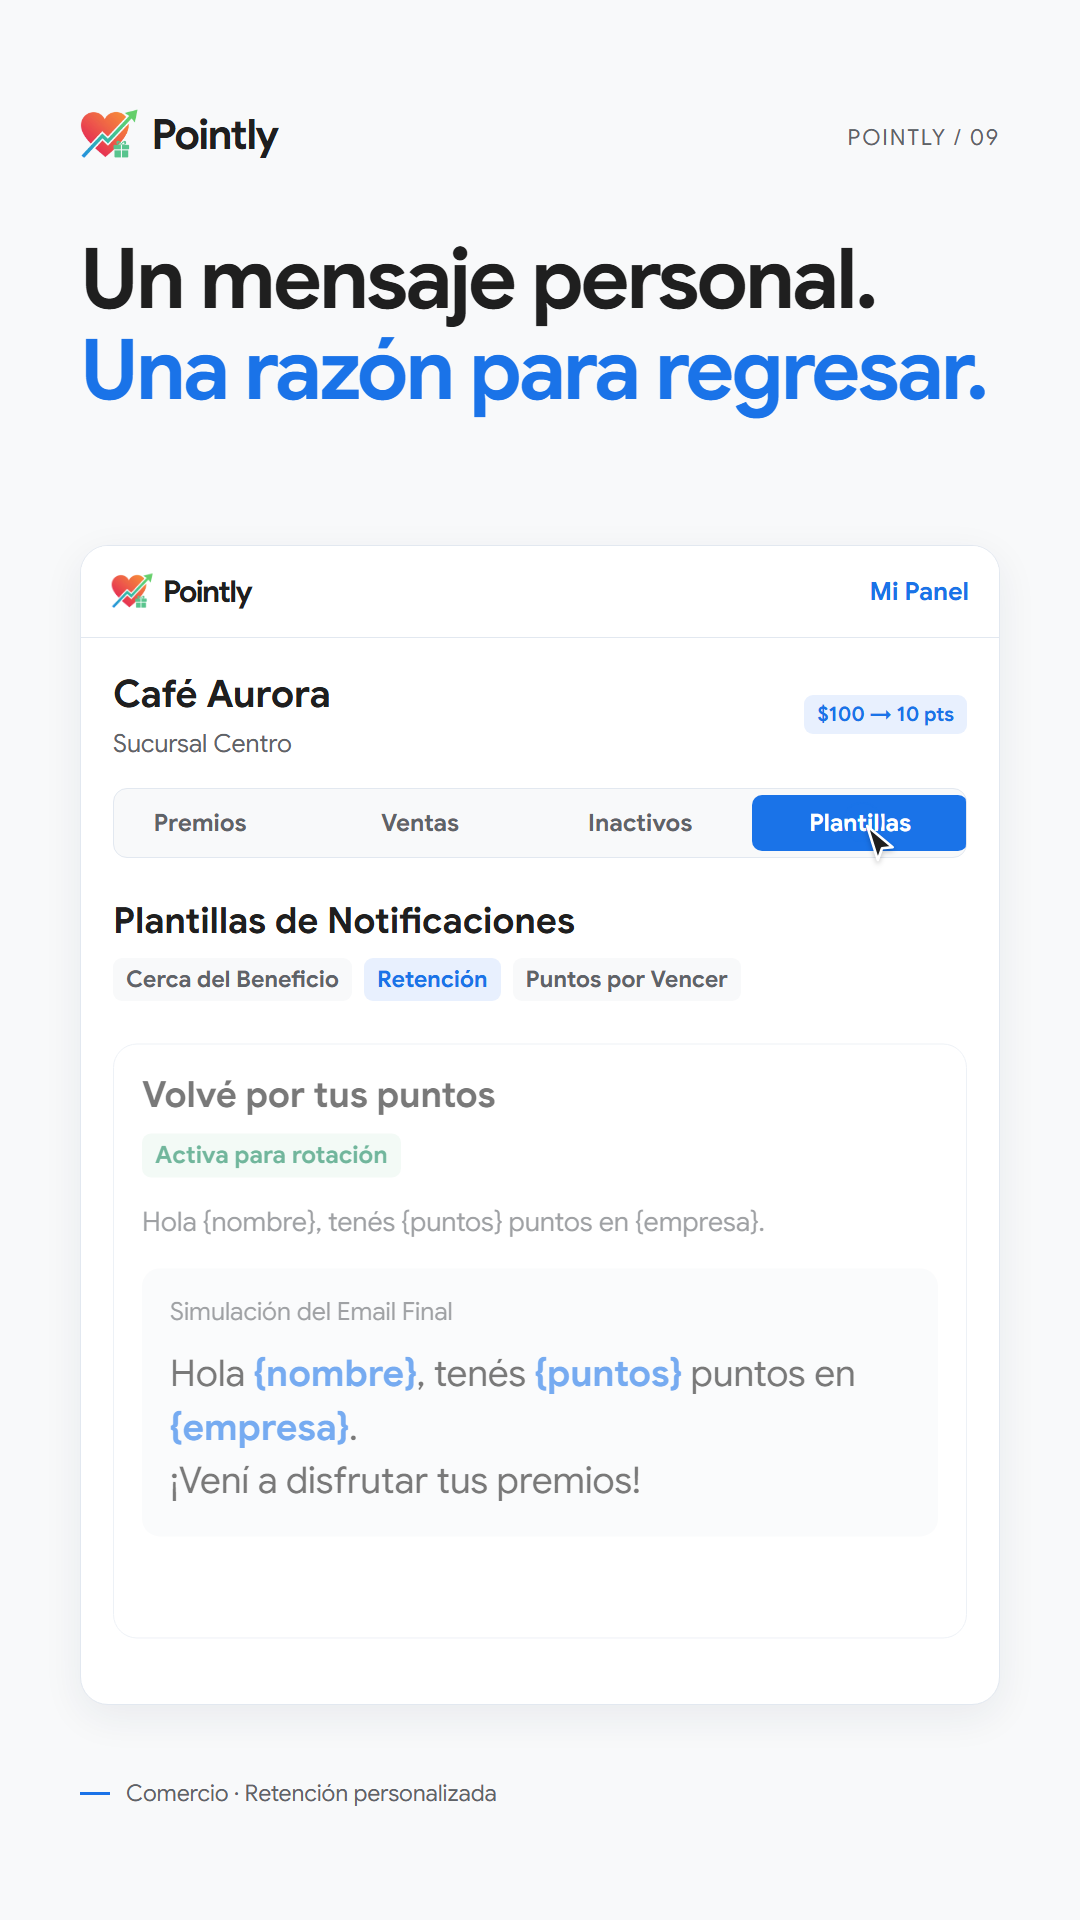 Pointly
POINTLY / 09
Un mensaje personal.
Una razón para regresar.
Pointly
Mi Panel
Café Aurora
Sucursal Centro
$100 → 10 pts
Premios
Ventas
Inactivos
Plantillas
Plantillas de Notificaciones
Cerca del Beneficio
Retención
Puntos por Vencer
Volvé por tus puntos
Activa para rotación
Hola {nombre}, tenés {puntos} puntos en {empresa}.
Simulación del Email Final
Hola {nombre}, tenés {puntos} puntos en
{empresa}.
¡Vení a disfrutar tus premios!
Comercio · Retención personalizada